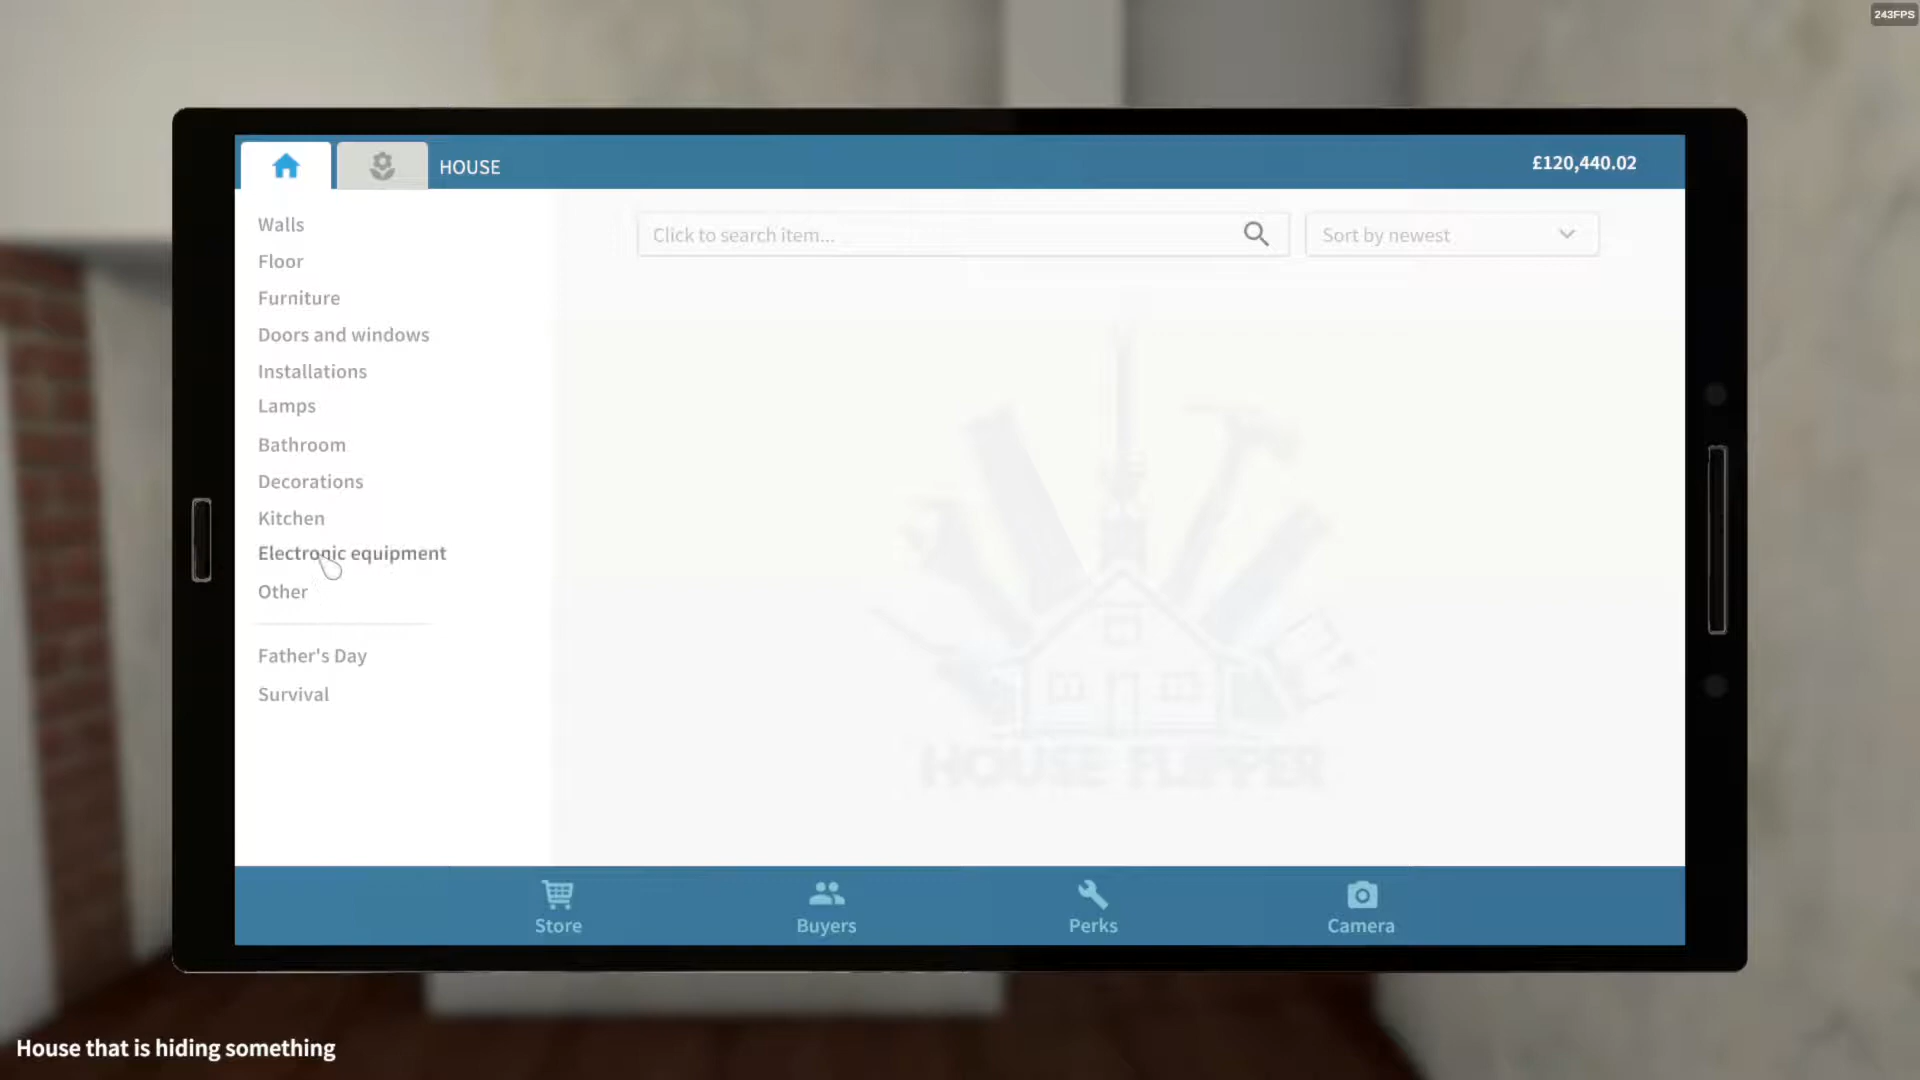 243FPS
HOUSE
£120,440.02
Walls
Floor
Furniture
Doors and windows
Installations
Lamps
Bathroom
Decorations
Kitchen
Electronic equipment
Other
Father's Day
Survival
Click to search item...
Sort by newest
HOUSE FLIPPER
Store
Buyers
Perks
Camera
House that is hiding something